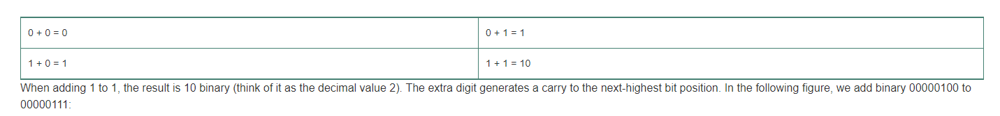 0 + 0 = 0
0 + 1 = 1
1 + 0 = 1
1 + 1 = 10
When adding 1 to 1, the result is 10 binary (think of it as the decimal value 2). The extra digit generates a carry to the next-highest bit position. In the following figure, we add binary 00000100 to
00000111: